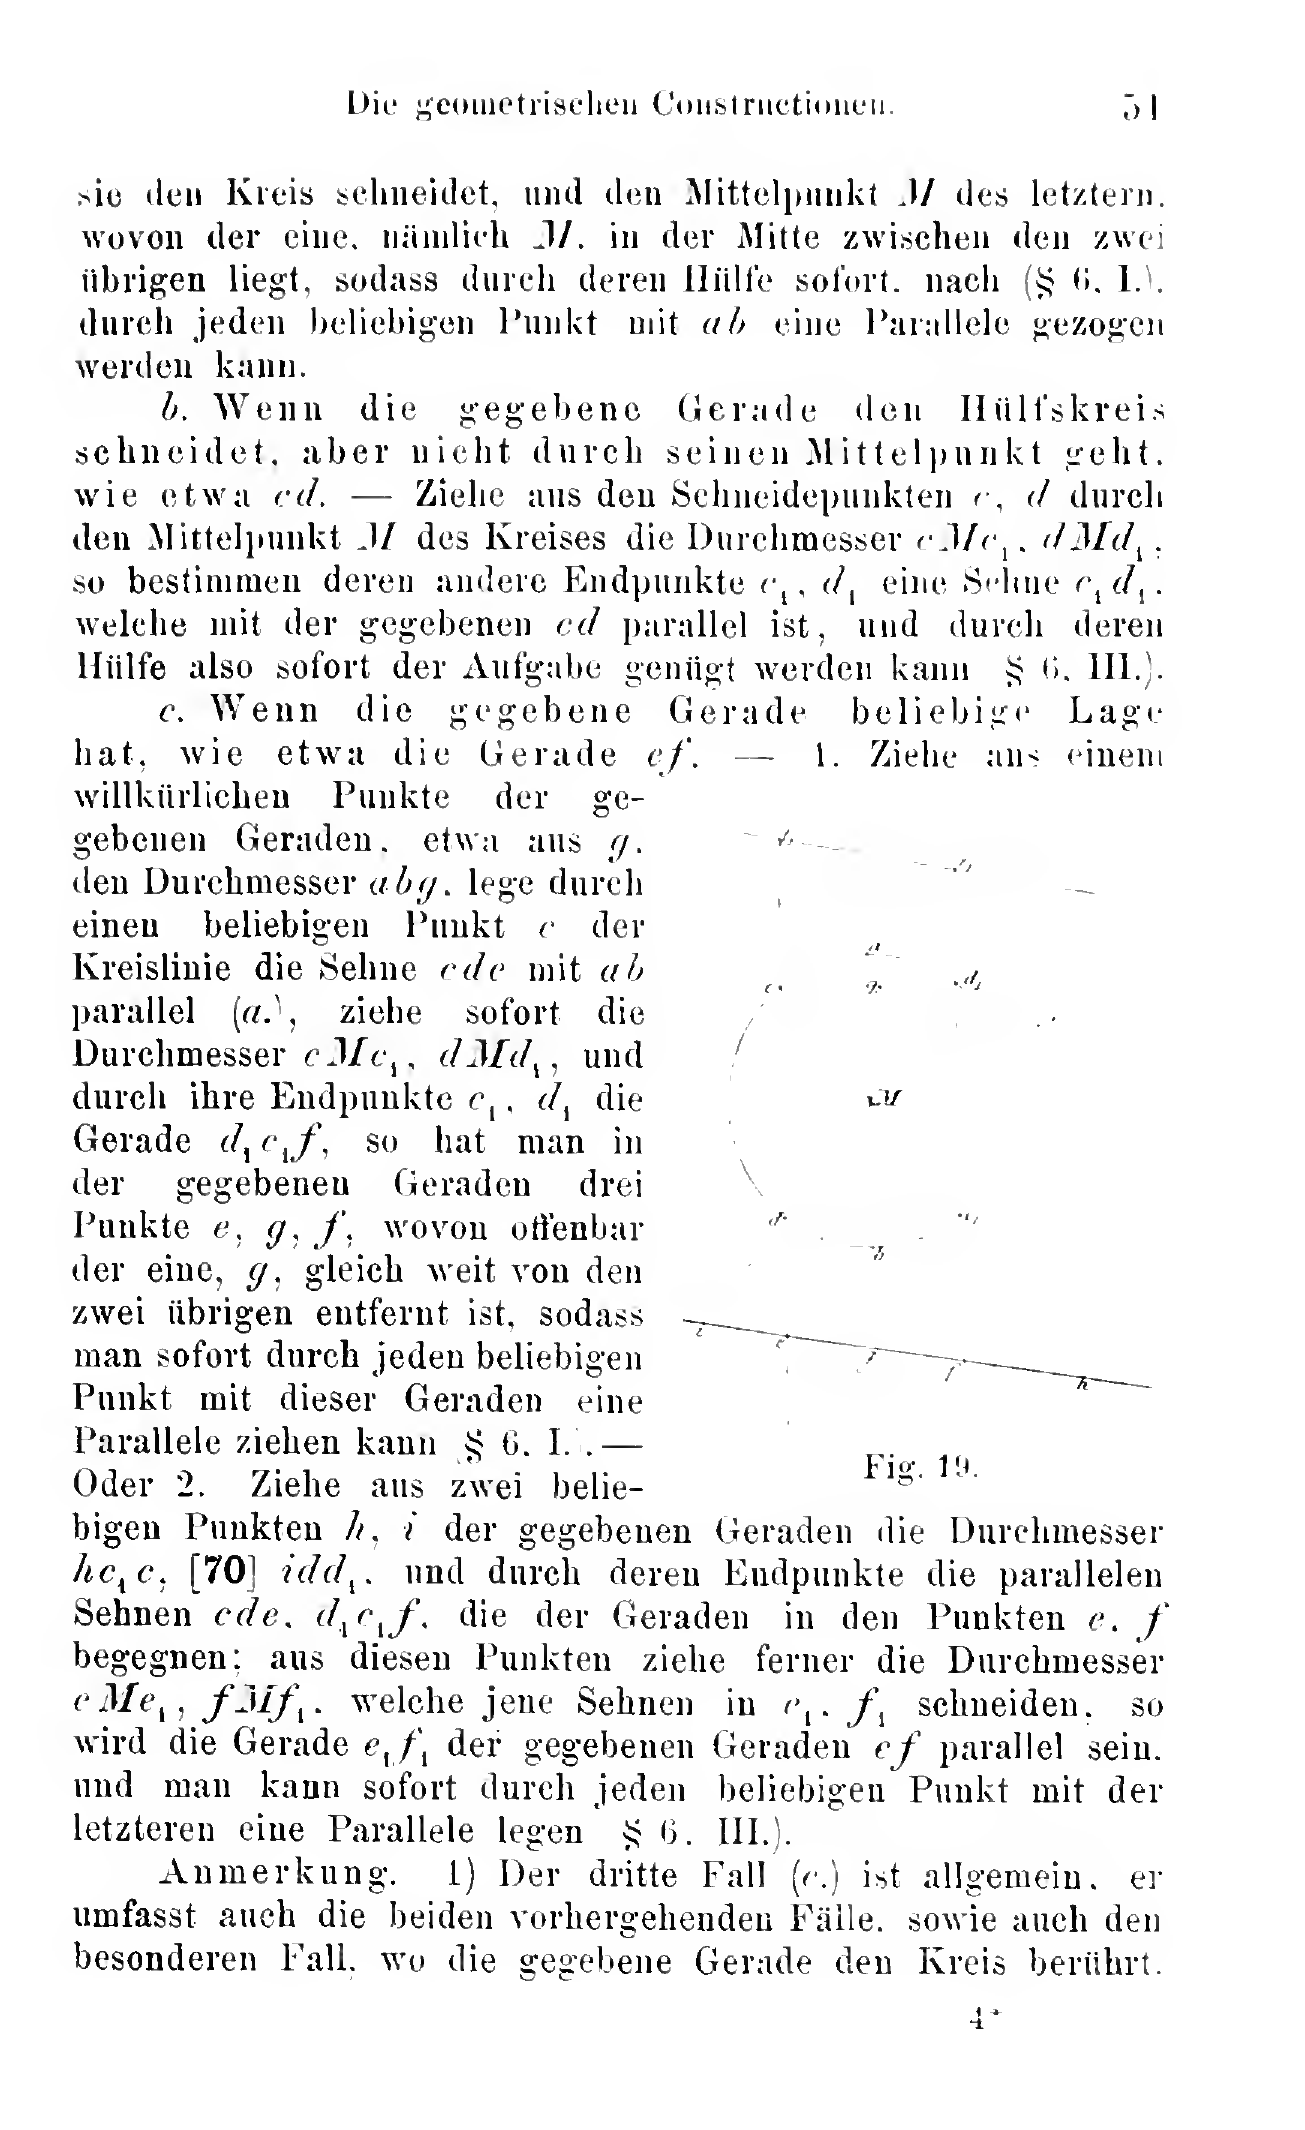 Die geometrischen Constructionen. 51
sie den Kreis schneidet, und den Mittelpunkt M des letztern,
wovon der eine, nämlich M, in der Mitte zwischen den zwei
übrigen liegt, sodass durch deren Hülfe sofort, nach (§ 6, I.),
durch jeden beliebigen Punkt mit ab eine Parallele gezogen
werden kann.
b. Wenn die gegebene Gerade den Hülfskreis
schneidet, aber nicht durch seinen Mittelpunkt geht,
wie etwa cd. — Ziehe aus den Schneidepunkten c, d durch
den Mittelpunkt M des Kreises die Durchmesser cMc₁, dMd₁,
so bestimmen deren andere Endpunkte c₁, d₁ eine Sehne c₁d₁,
welche mit der gegebenen cd parallel ist, und durch deren
Hülfe also sofort der Aufgabe genügt werden kann § 6, III.).
c. Wenn die gegebene Gerade beliebige Lage
hat, wie etwa die Gerade ef. — 1. Ziehe aus einem
willkürlichen Punkte der ge-
gebenen Geraden, etwa aus g,
den Durchmesser abg, lege durch
einen beliebigen Punkt c der
Kreislinie die Sehne cde mit ab
parallel (a.), ziehe sofort die
Durchmesser cMc₁, dMd₁, und
durch ihre Endpunkte c₁, d₁ die
Gerade d₁c₁f, so hat man in
der gegebenen Geraden drei
Punkte e, g, f, wovon offenbar
der eine, g, gleich weit von den
zwei übrigen entfernt ist, sodass
man sofort durch jeden beliebigen
Punkt mit dieser Geraden eine
Parallele ziehen kann § 6, I.). —
Oder 2. Ziehe aus zwei belie-
a
c
d₁
M
b
i
e
f
h
Fig. 19.
bigen Punkten h, i der gegebenen Geraden die Durchmesser
hc₁c, [70] idd₁, und durch deren Endpunkte die parallelen
Sehnen cde, d₁c₁f, die der Geraden in den Punkten e, f
begegnen; aus diesen Punkten ziehe ferner die Durchmesser
eMe₁, fMf₁, welche jene Sehnen in e₁, f₁ schneiden, so
wird die Gerade e₁f₁ der gegebenen Geraden ef parallel sein,
und man kann sofort durch jeden beliebigen Punkt mit der
letzteren eine Parallele legen § 6, III.).
Anmerkung. 1) Der dritte Fall (c.) ist allgemein, er
umfasst auch die beiden vorhergehenden Fälle, sowie auch den
besonderen Fall, wo die gegebene Gerade den Kreis berührt.
4*